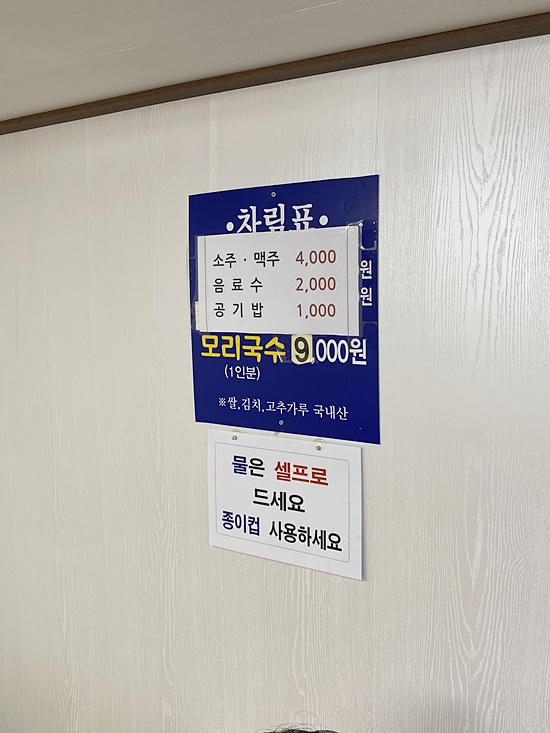 ·차림표·
소주 · 맥주 4,000
음료수 2,000
공기밥 1,000
원
원
모리국수 9,000원
(1인분)
※쌀,김치,고추가루 국내산
물은 셀프로
드세요
종이컵 사용하세요